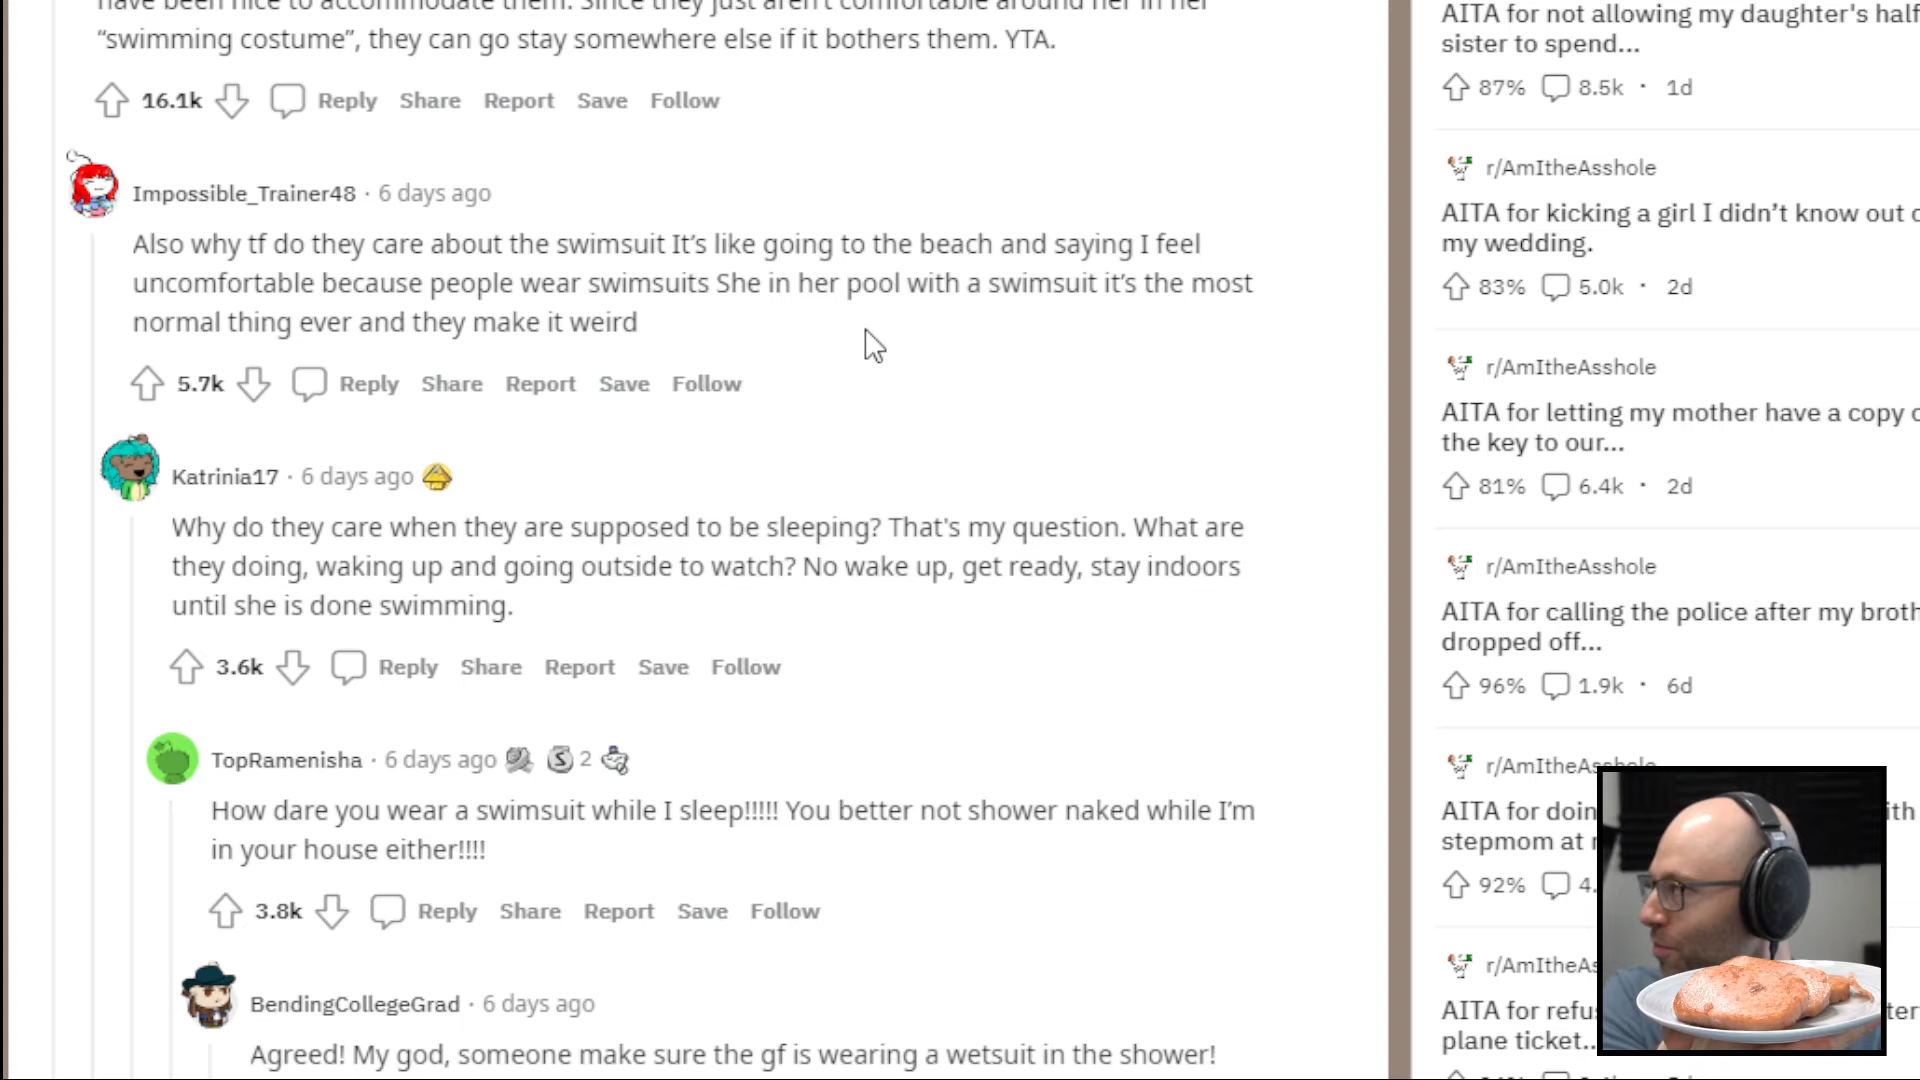 have been nice to accommodate them. Since they just aren't comfortable around her in her
“swimming costume”, they can go stay somewhere else if it bothers them. YTA.
16.1k Reply Share Report Save Follow
Impossible_Trainer48 · 6 days ago
Also why tf do they care about the swimsuit It’s like going to the beach and saying I feel
uncomfortable because people wear swimsuits She in her pool with a swimsuit it’s the most
normal thing ever and they make it weird
5.7k Reply Share Report Save Follow
Katrinia17 · 6 days ago
Why do they care when they are supposed to be sleeping? That's my question. What are
they doing, waking up and going outside to watch? No wake up, get ready, stay indoors
until she is done swimming.
3.6k Reply Share Report Save Follow
TopRamenisha · 6 days ago S 2
How dare you wear a swimsuit while I sleep!!!!! You better not shower naked while I’m
in your house either!!!!
3.8k Reply Share Report Save Follow
BendingCollegeGrad · 6 days ago
Agreed! My god, someone make sure the gf is wearing a wetsuit in the shower!
AITA for not allowing my daughter's half
sister to spend...
87% 8.5k · 1d
r/AmItheAsshole
AITA for kicking a girl I didn’t know out
my wedding.
83% 5.0k · 2d
r/AmItheAsshole
AITA for letting my mother have a copy
the key to our...
81% 6.4k · 2d
r/AmItheAsshole
AITA for calling the police after my broth
dropped off...
96% 1.9k · 6d
r/AmItheAsshole
AITA for doin ith
stepmom at
92% 4.
r/AmItheAs
AITA for refu ter
plane ticket..